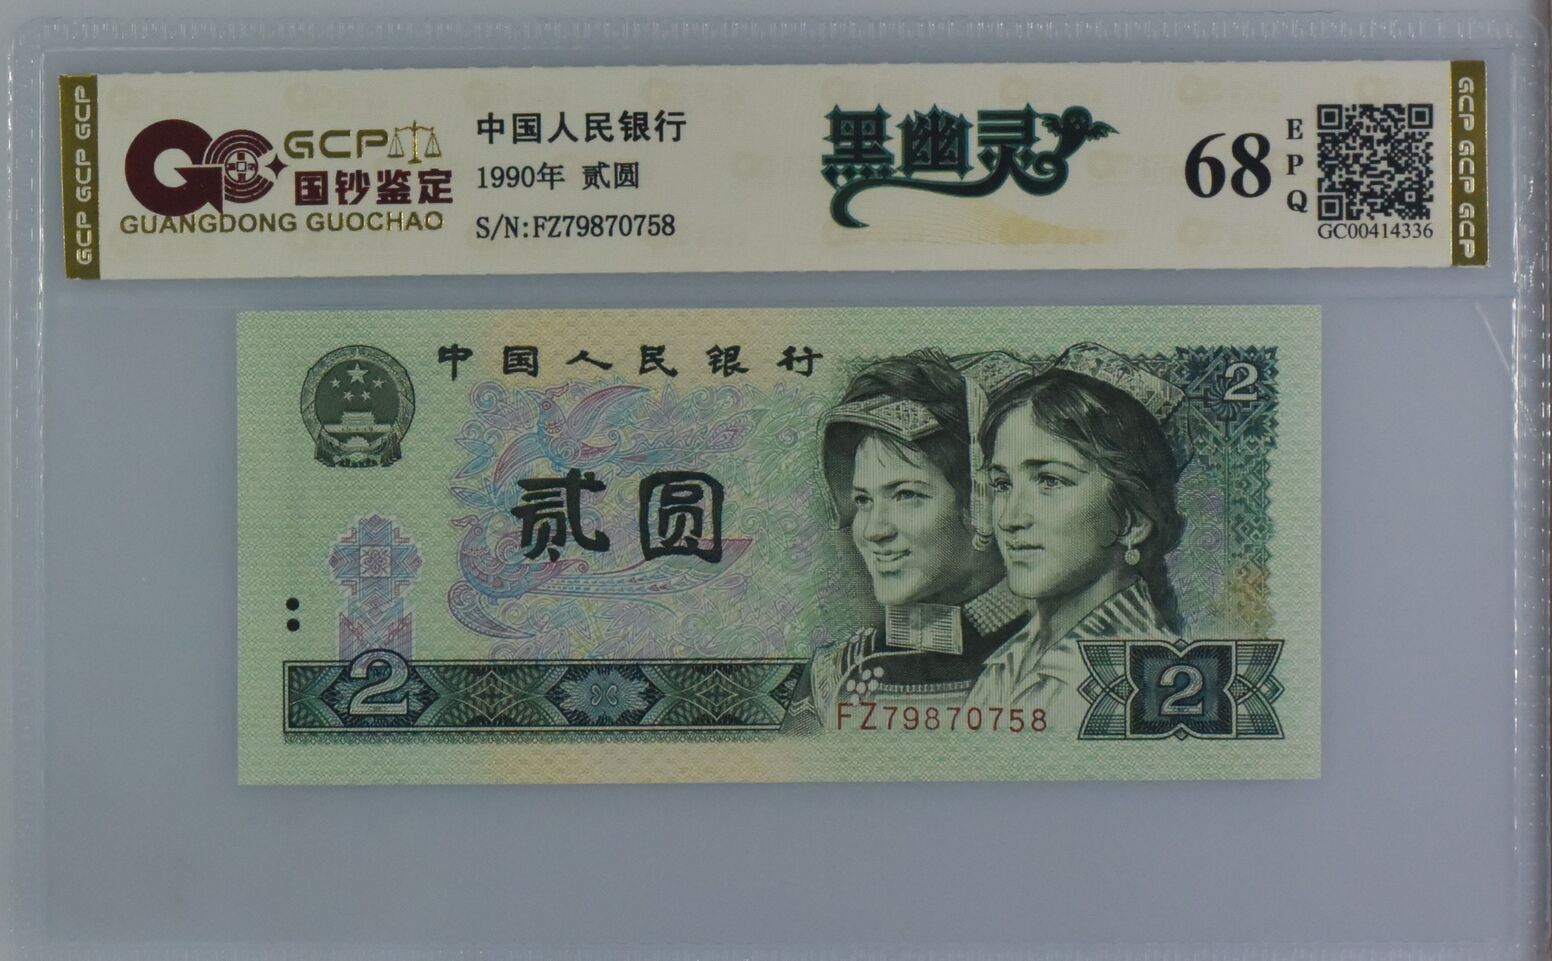 GCP GCP GCP
GCP
国钞鉴定
GUANGDONG GUOCHAO
中国人民银行
1990年 贰圆
S/N:FZ79870758
黑幽灵
68
EPQ
GC00414336
GCP GCP GCP
中国人民银行
2
贰圆
2
FZ79870758
2